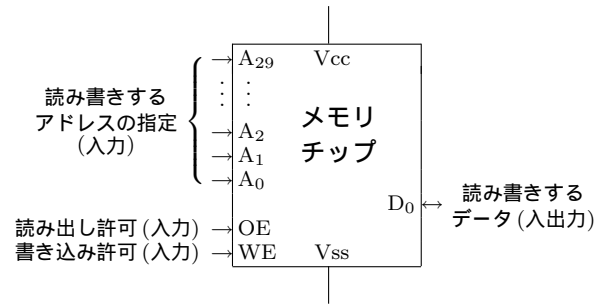 A29
Vcc
読み書きする
アドレスの指定
(入力)
メモリ
チップ
A2
A1
A0
D0
読み書きする
データ (入出力)
読み出し許可 (入力)
OE
書き込み許可 (入力)
WE
Vss